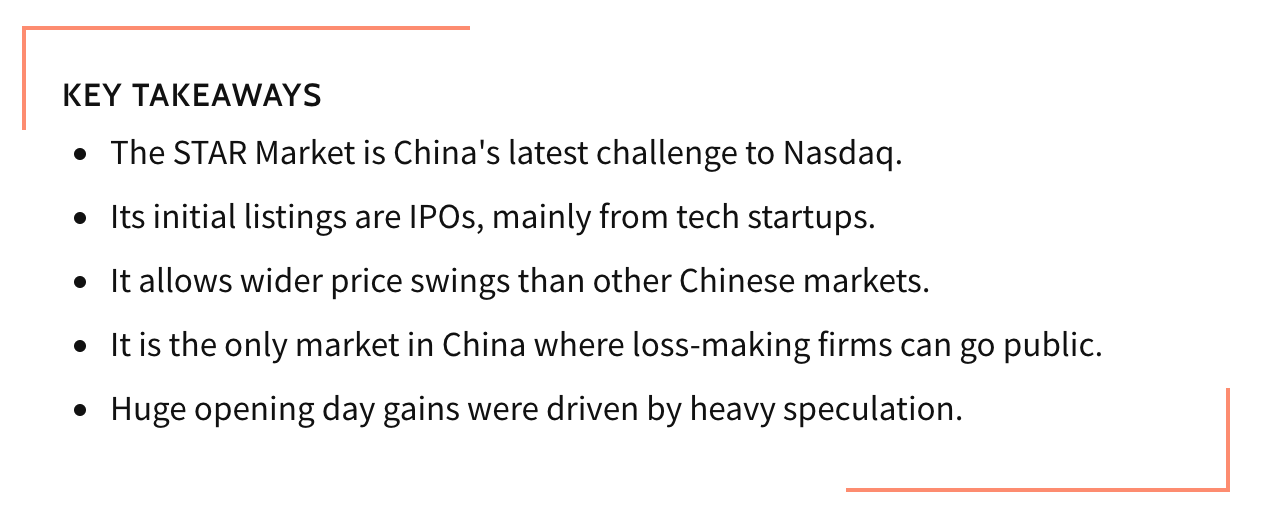 KEY TAKEAWAYS
• The STAR Market is China's latest challenge to Nasdaq.
• Its initial listings are IPOs, mainly from tech startups.
• It allows wider price swings than other Chinese markets.
• It is the only market in China where loss-making firms can go public.
• Huge opening day gains were driven by heavy speculation.